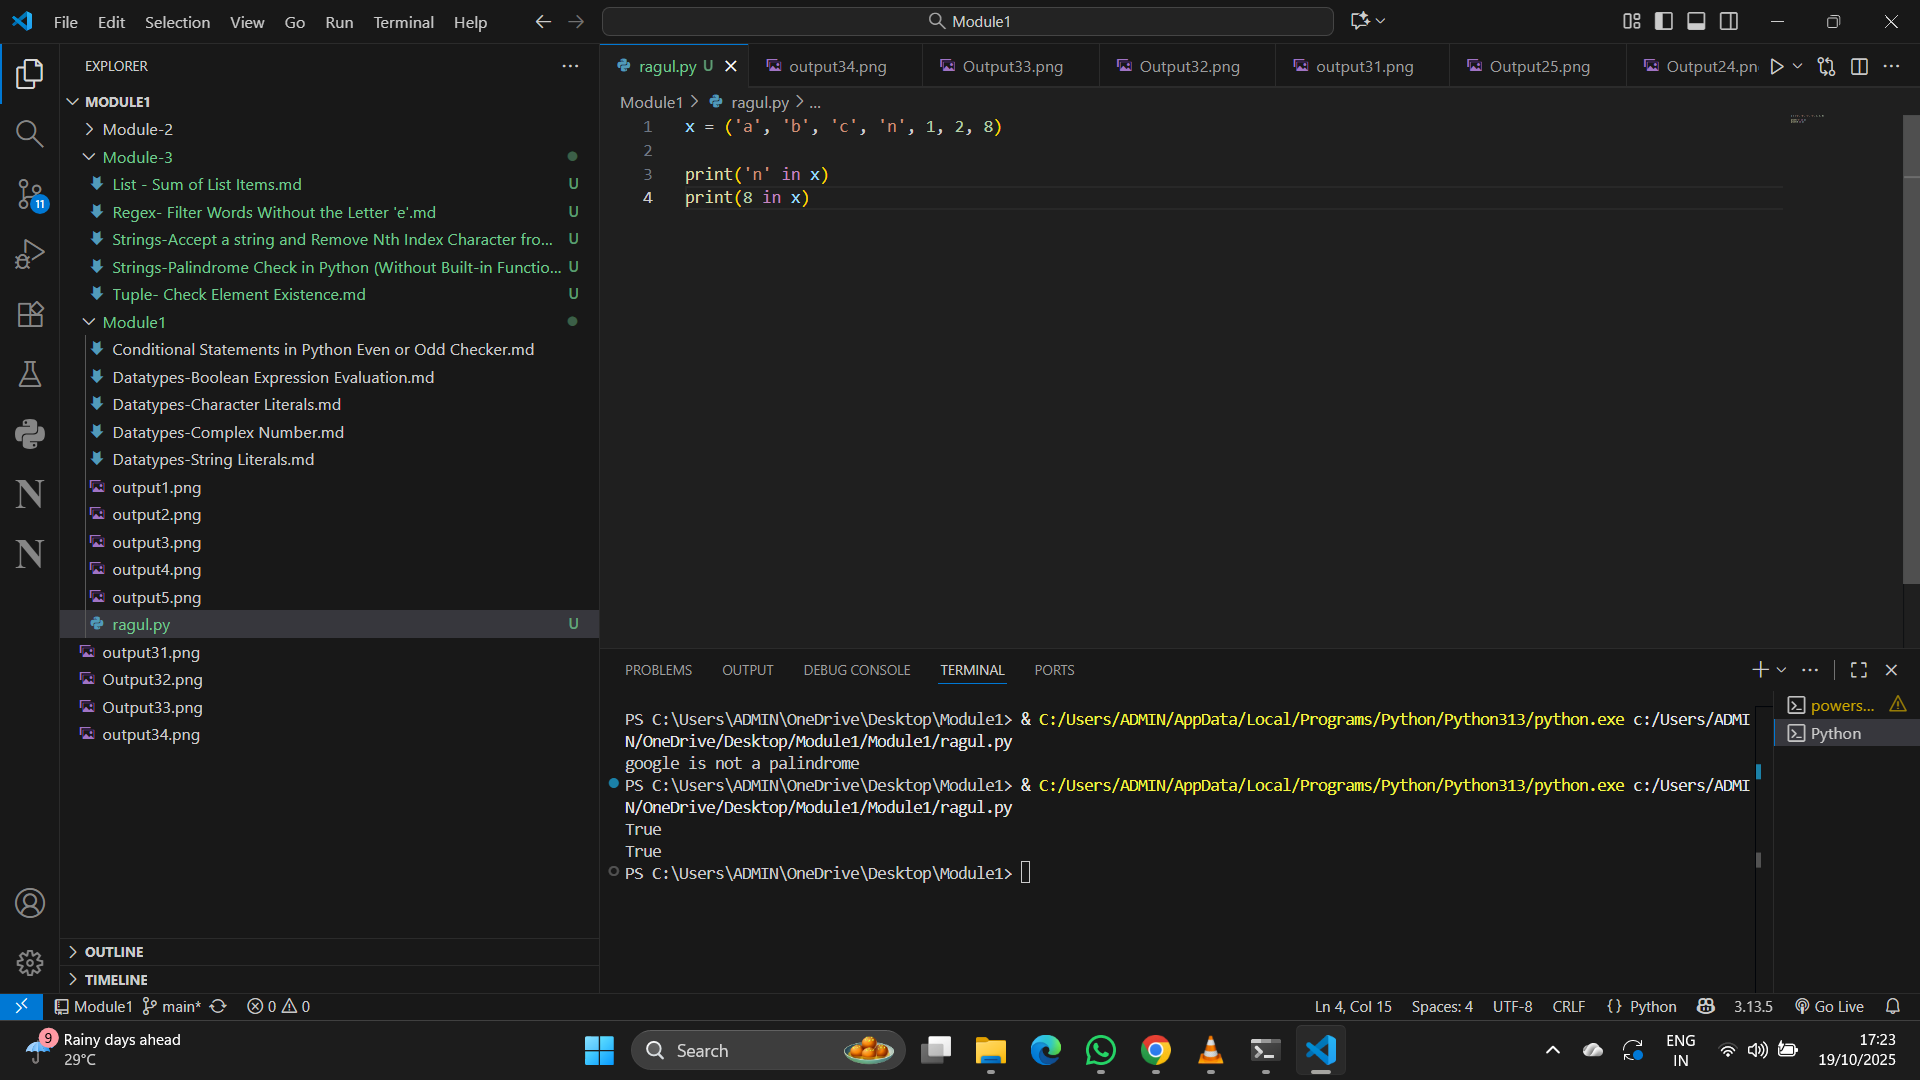 File Edit Selection View Go Run Terminal Help
Module1
EXPLORER
MODULE1
Module-2
Module-3
List - Sum of List Items.md U
Regex- Filter Words Without the Letter 'e'.md U
Strings-Accept a string and Remove Nth Index Character fro... U
Strings-Palindrome Check in Python (Without Built-in Functio... U
Tuple- Check Element Existence.md U
Module1
Conditional Statements in Python Even or Odd Checker.md
Datatypes-Boolean Expression Evaluation.md
Datatypes-Character Literals.md
Datatypes-Complex Number.md
Datatypes-String Literals.md
output1.png
output2.png
output3.png
output4.png
output5.png
ragul.py U
output31.png
Output32.png
Output33.png
output34.png
OUTLINE
TIMELINE
11
N
N
ragul.py U output34.png Output33.png Output32.png output31.png Output25.png Output24.pn
Module1 > ragul.py > ...
1 x = ('a', 'b', 'c', 'n', 1, 2, 8)
2
3 print('n' in x)
4 print(8 in x)
PROBLEMS OUTPUT DEBUG CONSOLE TERMINAL PORTS
PS C:\Users\ADMIN\OneDrive\Desktop\Module1> & C:/Users/ADMIN/AppData/Local/Programs/Python/Python313/python.exe c:/Users/ADMI
N/OneDrive/Desktop/Module1/Module1/ragul.py
google is not a palindrome
PS C:\Users\ADMIN\OneDrive\Desktop\Module1> & C:/Users/ADMIN/AppData/Local/Programs/Python/Python313/python.exe c:/Users/ADMI
N/OneDrive/Desktop/Module1/Module1/ragul.py
True
True
PS C:\Users\ADMIN\OneDrive\Desktop\Module1>
powers...
Python
Module1 main* 0 0 Ln 4, Col 15 Spaces: 4 UTF-8 CRLF {} Python 3.13.5 Go Live
9
Rainy days ahead
29°C
Search
ENG
IN
17:23
19/10/2025